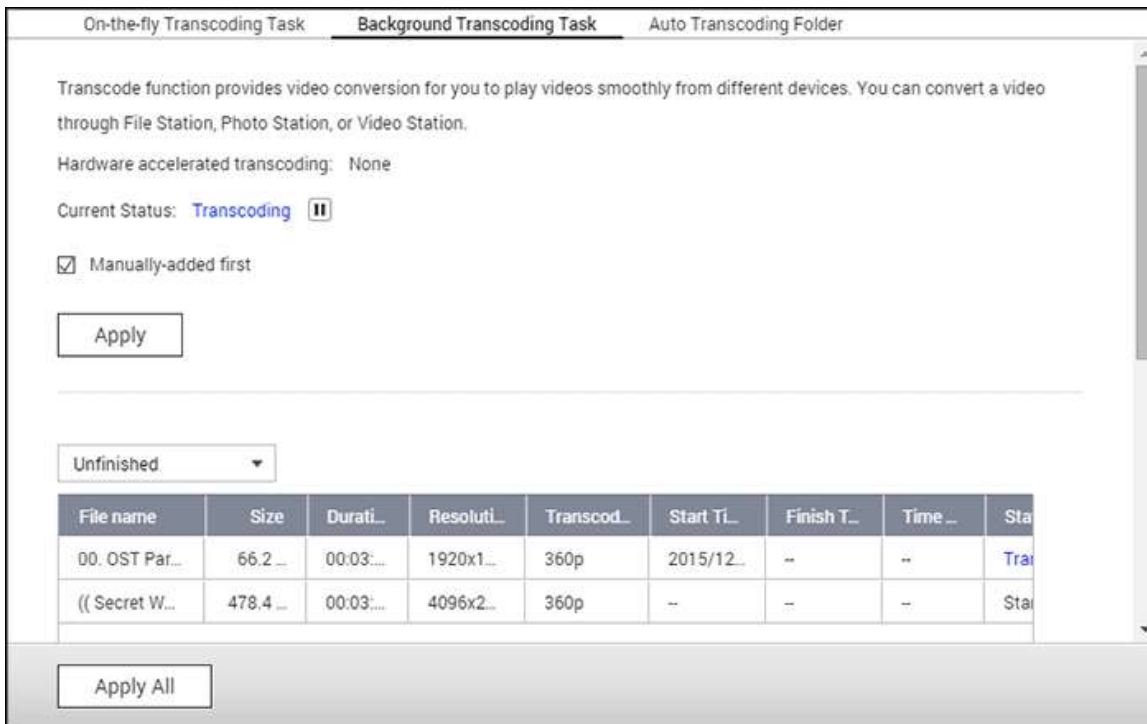 On-the-fly Transcoding Task Background Transcoding Task Auto Transcoding Folder
Transcode function provides video conversion for you to play videos smoothly from different devices. You can convert a video
through File Station, Photo Station, or Video Station.
Hardware accelerated transcoding: None
Current Status: Transcoding
Manually-added first
Apply
Unfinished
File name Size Durati... Resoluti... Transcod... Start Ti... Finish T... Time ... Sta
00. OST Par... 66.2 ... 00:03:... 1920x1... 360p 2015/12... -- -- Tra
(( Secret W... 478.4 ... 00:03:... 4096x2... 360p -- -- -- Sta
Apply All